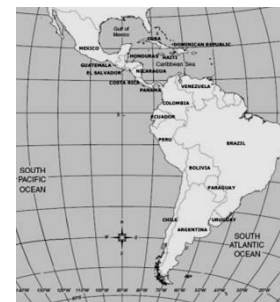 Gulf of
Mexico
MEXICO
CUBA
DOMINICAN REPUBLIC
HONDURAS
HAITI
Caribbean Sea
GUATEMALA
NICARAGUA
EL SALVADOR
COSTA RICA
PANAMA
VENEZUELA
COLOMBIA
ECUADOR
PERU
BRAZIL
BOLIVIA
SOUTH
PACIFIC
OCEAN
PARAGUAY
CHILE
URUGUAY
ARGENTINA
SOUTH
ATLANTIC
OCEAN